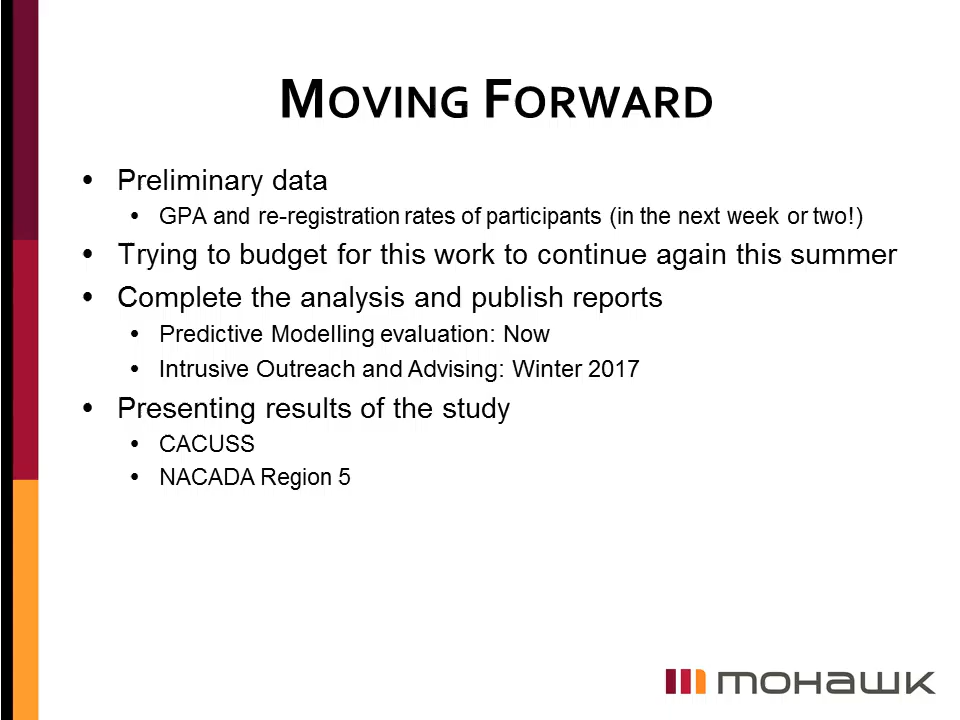 MOVING FORWARD
• Preliminary data
• GPA and re-registration rates of participants (in the next week or two!)
• Trying to budget for this work to continue again this summer
• Complete the analysis and publish reports
• Predictive Modelling evaluation: Now
• Intrusive Outreach and Advising: Winter 2017
• Presenting results of the study
• CACUSS
• NACADA Region 5
mohawk